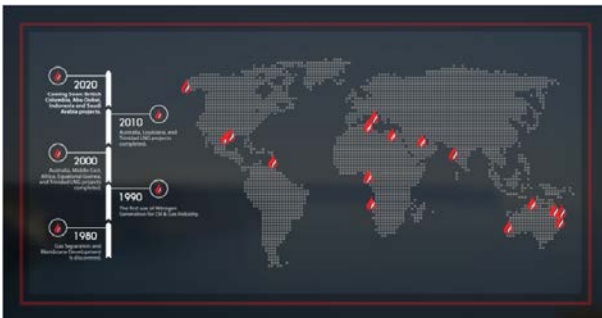 2020
Coming Soon: British
Columbia, Abu Dubai,
Indonesia and Saudi
Arabia projects.
2010
Australia, Louisiana, and
Trinidad LNG projects
completed.
2000
Australia, Middle East,
Africa, Equatorial Guinea,
and Trinidad LNG projects
completed.
1990
The first use of Nitrogen
Generation for Oil & Gas Industry.
1980
Gas Separation and
Membrane Development
is discovered.